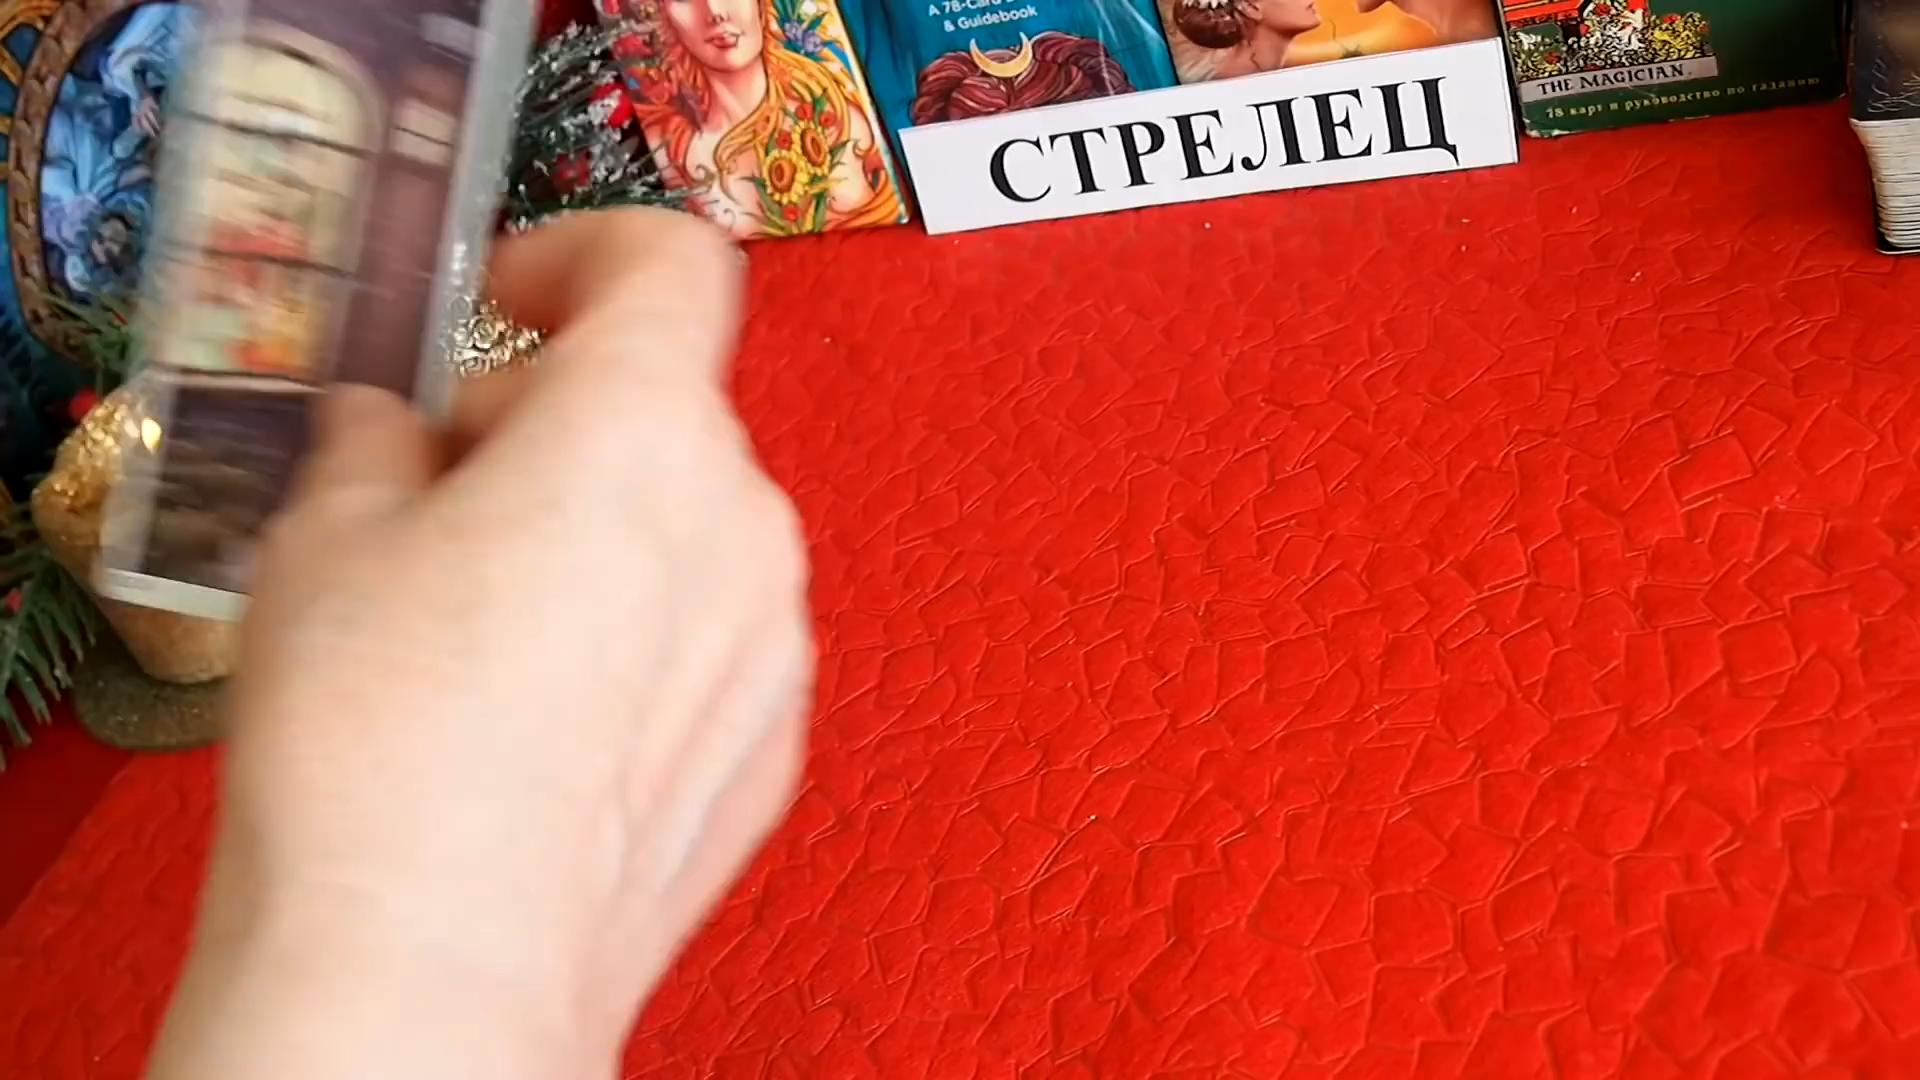 A 78-Card
& Guidebook
СТРЕЛЕЦ
THE MAGICIAN.
78 карт и руководство по гаданию